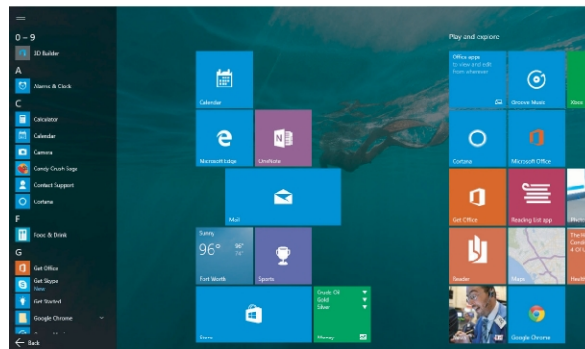 0 – 9
3D Builder
A
Alarms & Clock
C
Calculator
Calendar
Camera
Candy Crush Saga
Contact Support
Cortana
F
Food & Drink
G
Get Office
Get Skype
New
Get Started
Google Chrome
Back
Calendar
Microsoft Edge
OneNote
Mail
Sunny
96°
96°
Fort Worth
Sports
Store
Crude Oil
Gold
Silver
Money
Play and explore
Office apps
to view and edit
from wherever
Groove Music
Xbox
Cortana
Microsoft Office
Get Office
Reading list app
Reader
Maps
Google Chrome